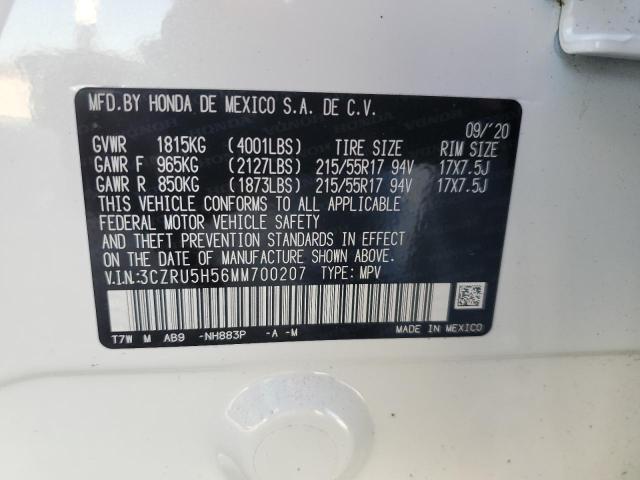 MFD.BY HONDA DE MEXICO S.A. DE C.V.
09/'20
GVWR 1815KG (4001LBS) TIRE SIZE RIM SIZE
GAWR F 965KG (2127LBS) 215/55R17 94V 17X7.5J
GAWR R 850KG (1873LBS) 215/55R17 94V 17X7.5J
THIS VEHICLE CONFORMS TO ALL APPLICABLE
FEDERAL MOTOR VEHICLE SAFETY
AND THEFT PREVENTION STANDARDS IN EFFECT
ON THE DATE OF MANUFACTURE SHOWN ABOVE.
V.I.N:3CZRU5H56MM700207 TYPE: MPV
T7W M AB9 -NH883P -A -M MADE IN MEXICO